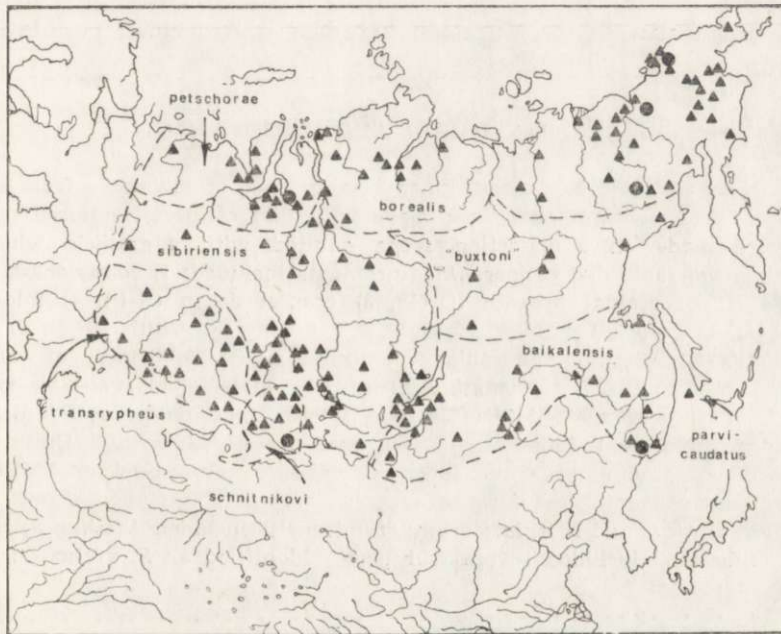 petschorae
borealis
sibiriensis
buxtoni
baikalensis
transrypheus
parvi-
caudatus
schnitnikovi